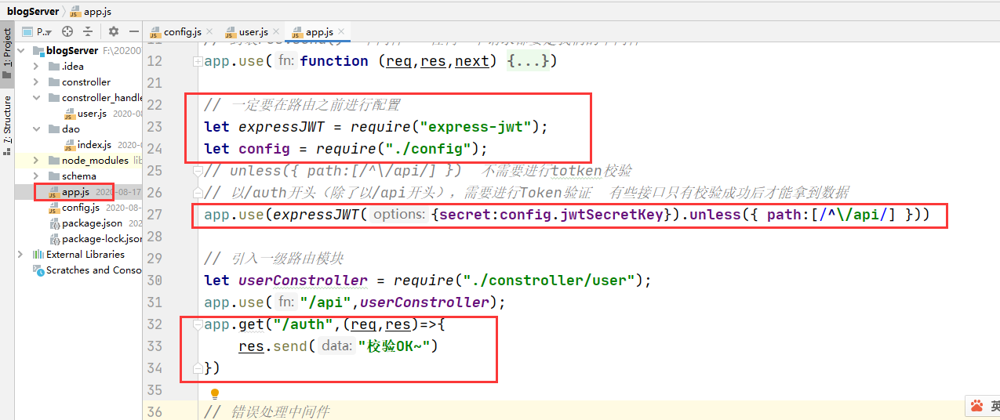 blogServer app.js
1: Project
7: Structure
P...
blogServer F:\202007
.idea
constroller
constroller_handle
user.js 2020-08
dao
index.js 2020-08
node_modules lib
schema
app.js 2020-08-17
config.js 2020-08-
package.json
package-lock.json
External Libraries
Scratches and Conso
config.js user.js app.js
12 app.use( fn: function (req,res,next) {...})
21
22 // 一定要在路由之前进行配置
23 let expressJWT = require("express-jwt");
24 let config = require("./config");
25 // unless({ path:[/^\/api/] }) 不需要进行totken校验
26 // 以/auth开头（除了以/api开头），需要进行Token验证 有些接口只有校验成功后才能拿到数据
27 app.use(expressJWT( options: {secret:config.jwtSecretKey}).unless({ path:[/^\/api/] }))
28
29 // 引入一级路由模块
30 let userConstroller = require("./constroller/user");
31 app.use( fn: "/api",userConstroller);
32 app.get("/auth",(req,res)=>{
33 res.send( data: "校验OK~")
34 })
35
36 // 错误处理中间件
英